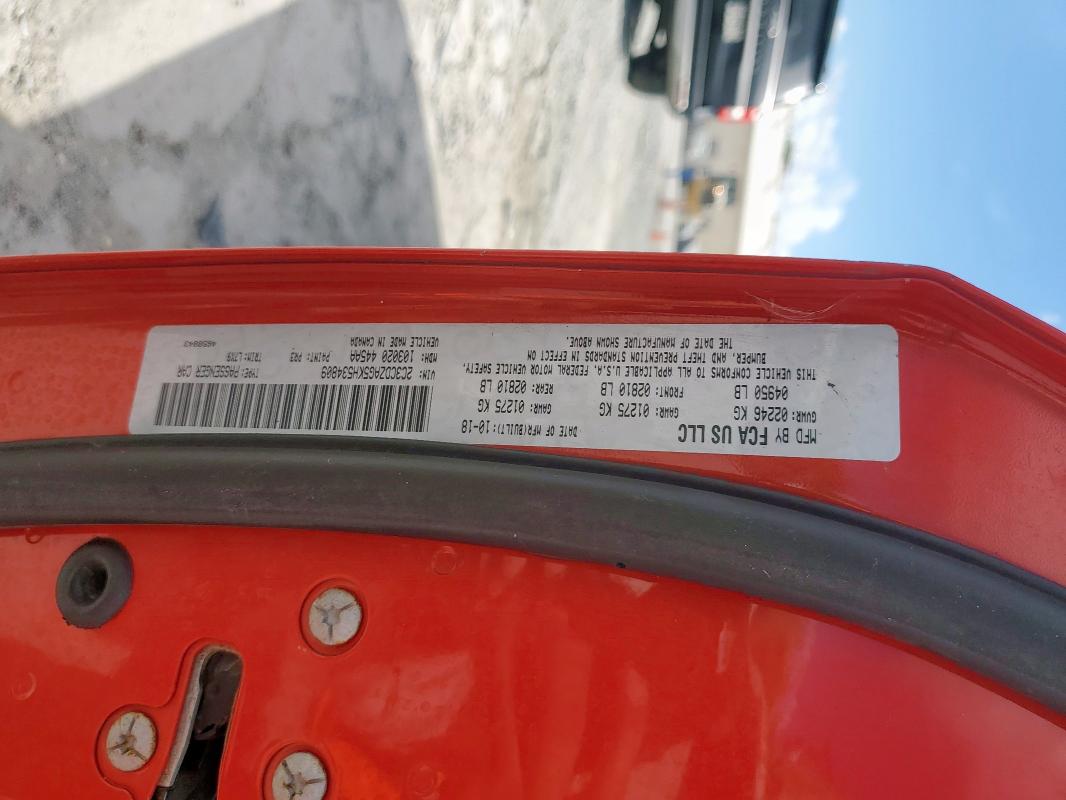 MFD BY FCA US LLC
DATE OF MFR(BUILT): 10-18
GVWR: 02246 KG
GAWR: 01275 KG
GAWR: 01275 KG
04950 LB
FRONT: 02810 LB
REAR: 02810 LB
THIS VEHICLE CONFORMS TO ALL APPLICABLE U.S.A. FEDERAL MOTOR VEHICLE SAFETY,
BUMPER, AND THEFT PREVENTION STANDARDS IN EFFECT ON
THE DATE OF MANUFACTURE SHOWN ABOVE.
VIN: 2C3CDZAG5KH534809
TYPE: PASSENGER CAR
MDH: 103020 445AA
PAINT: PR3
TRIM: L7X9
VEHICLE MADE IN CANADA
4658843